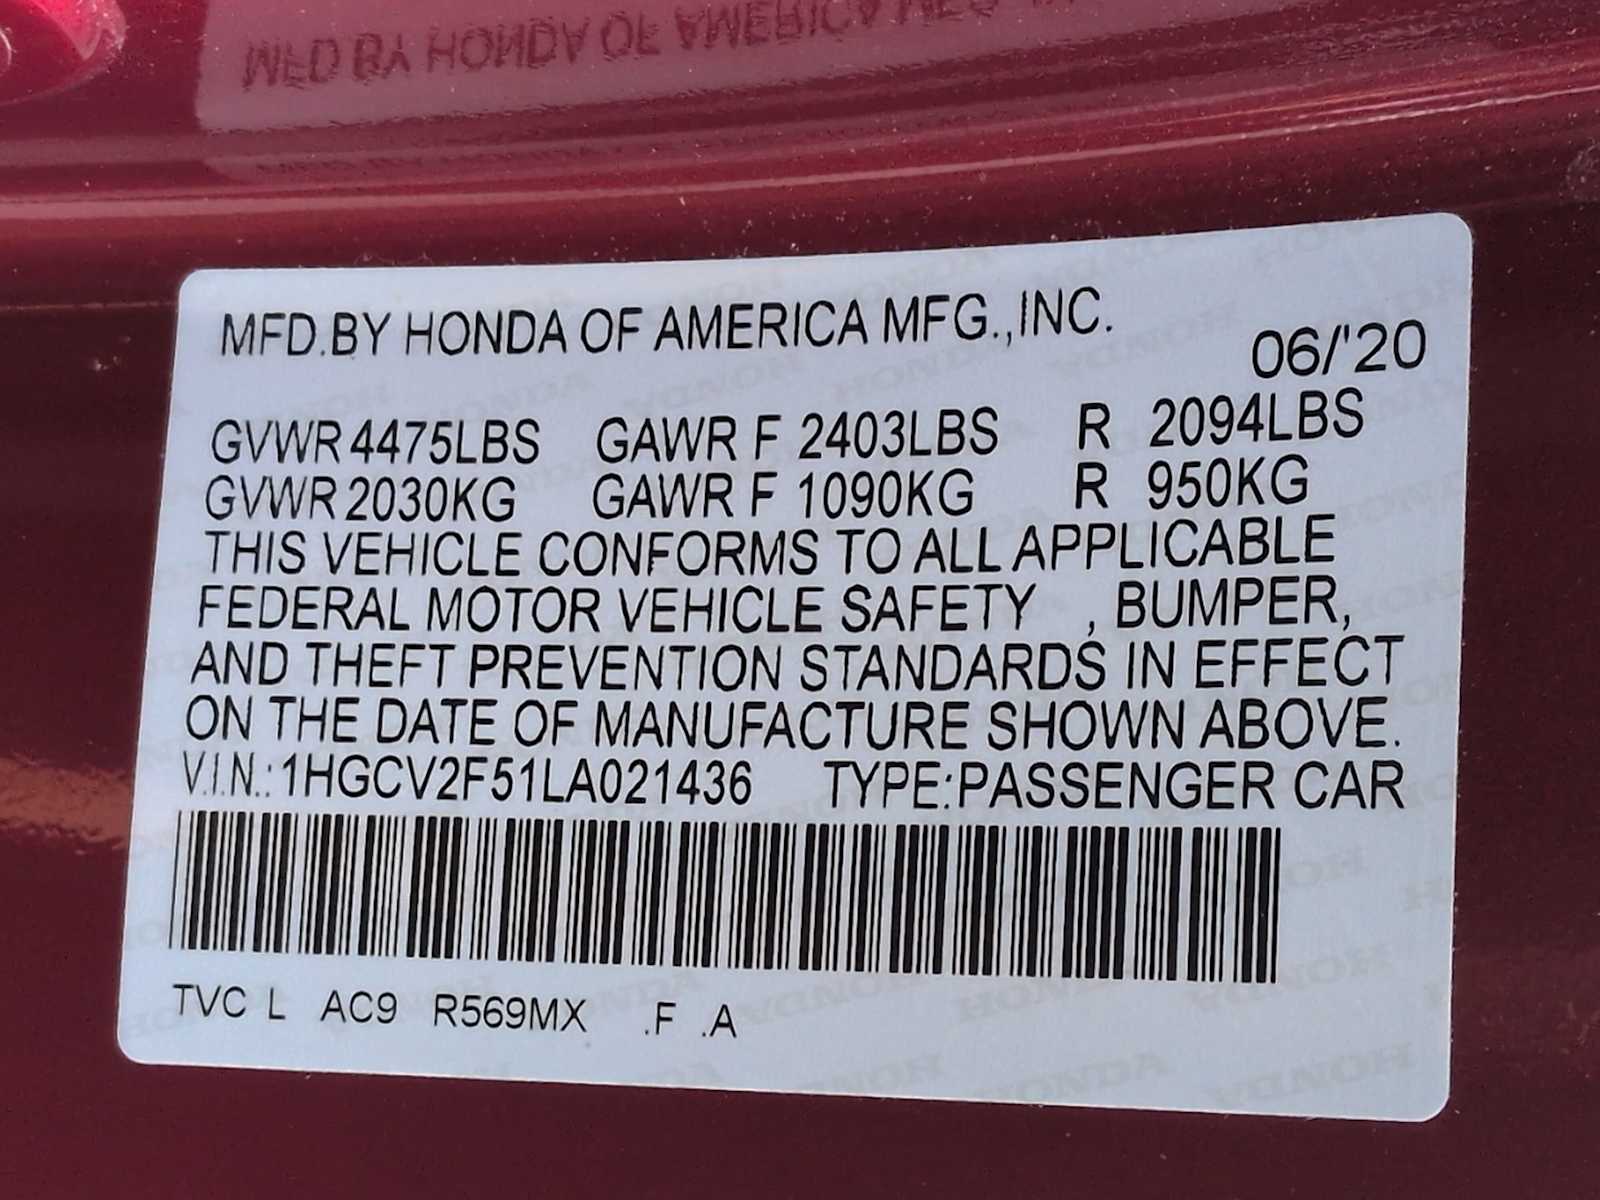 MFD.BY HONDA OF AMERICA MFG.,INC.
06/'20
GVWR 4475LBS GAWR F 2403LBS R 2094LBS
GVWR 2030KG GAWR F 1090KG R 950KG
THIS VEHICLE CONFORMS TO ALL APPLICABLE
FEDERAL MOTOR VEHICLE SAFETY , BUMPER,
AND THEFT PREVENTION STANDARDS IN EFFECT
ON THE DATE OF MANUFACTURE SHOWN ABOVE.
V.I.N.: 1HGCV2F51LA021436 TYPE:PASSENGER CAR
TVC L AC9 R569MX .F .A